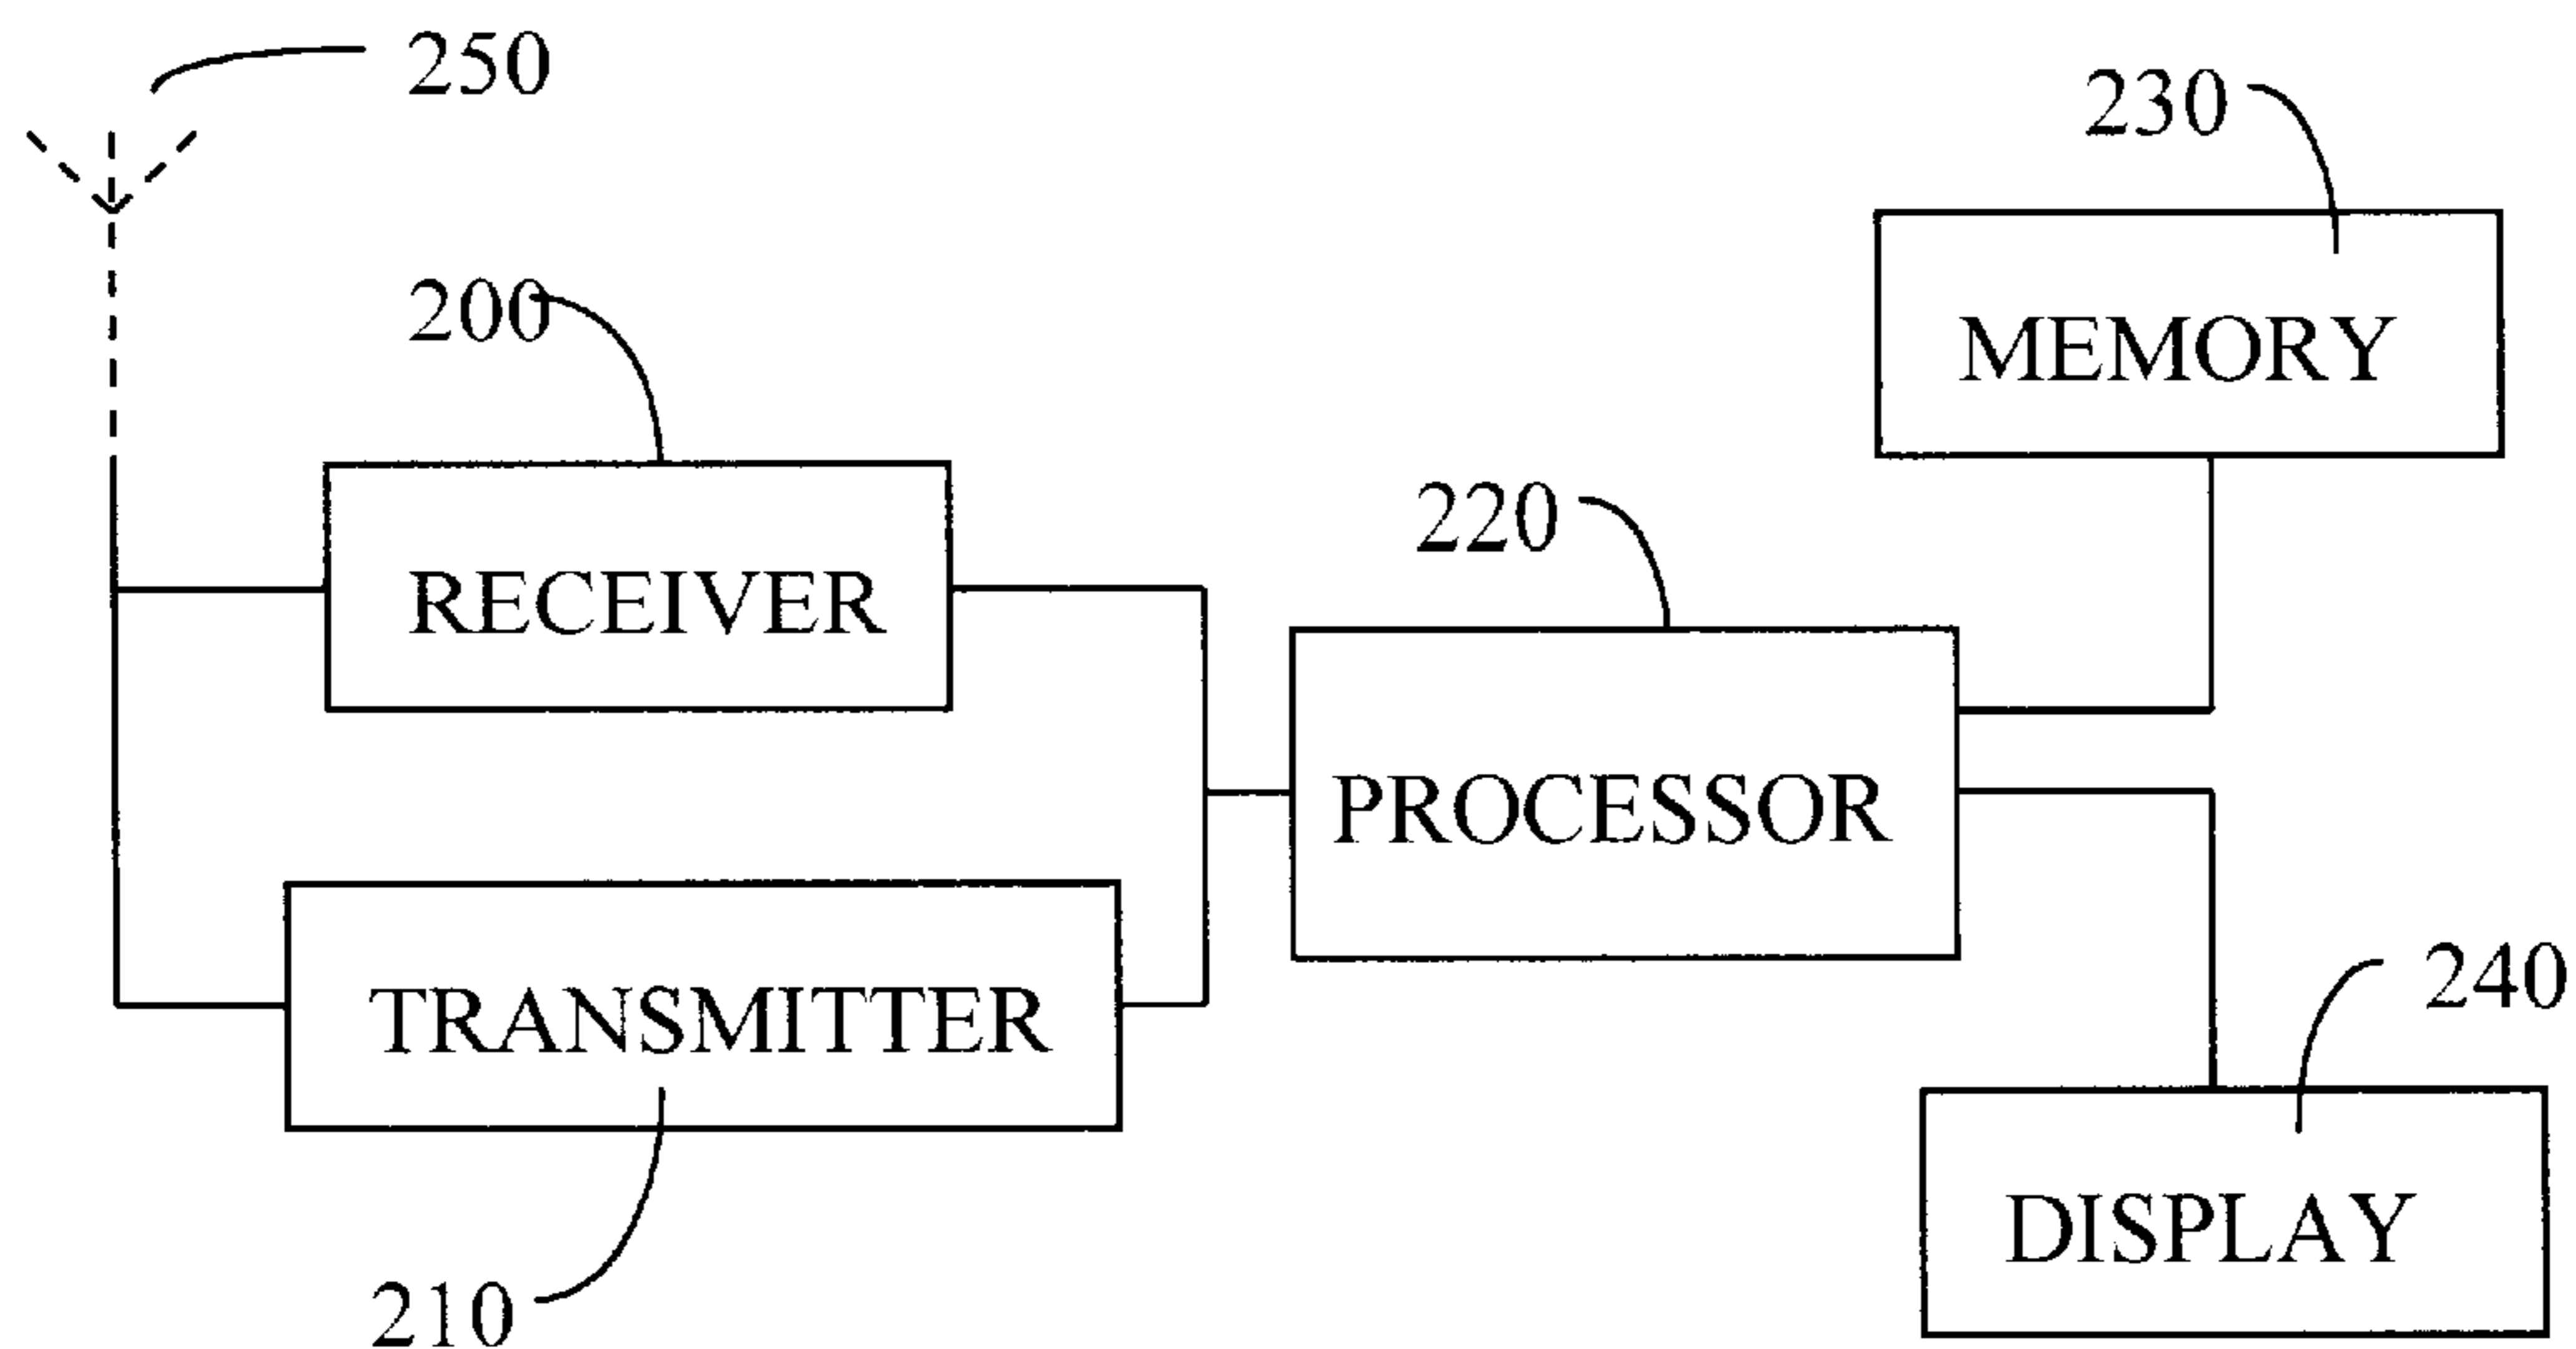 250
230
200
MEMORY
220
RECEIVER
PROCESSOR
240
TRANSMITTER
DISPLAY
210